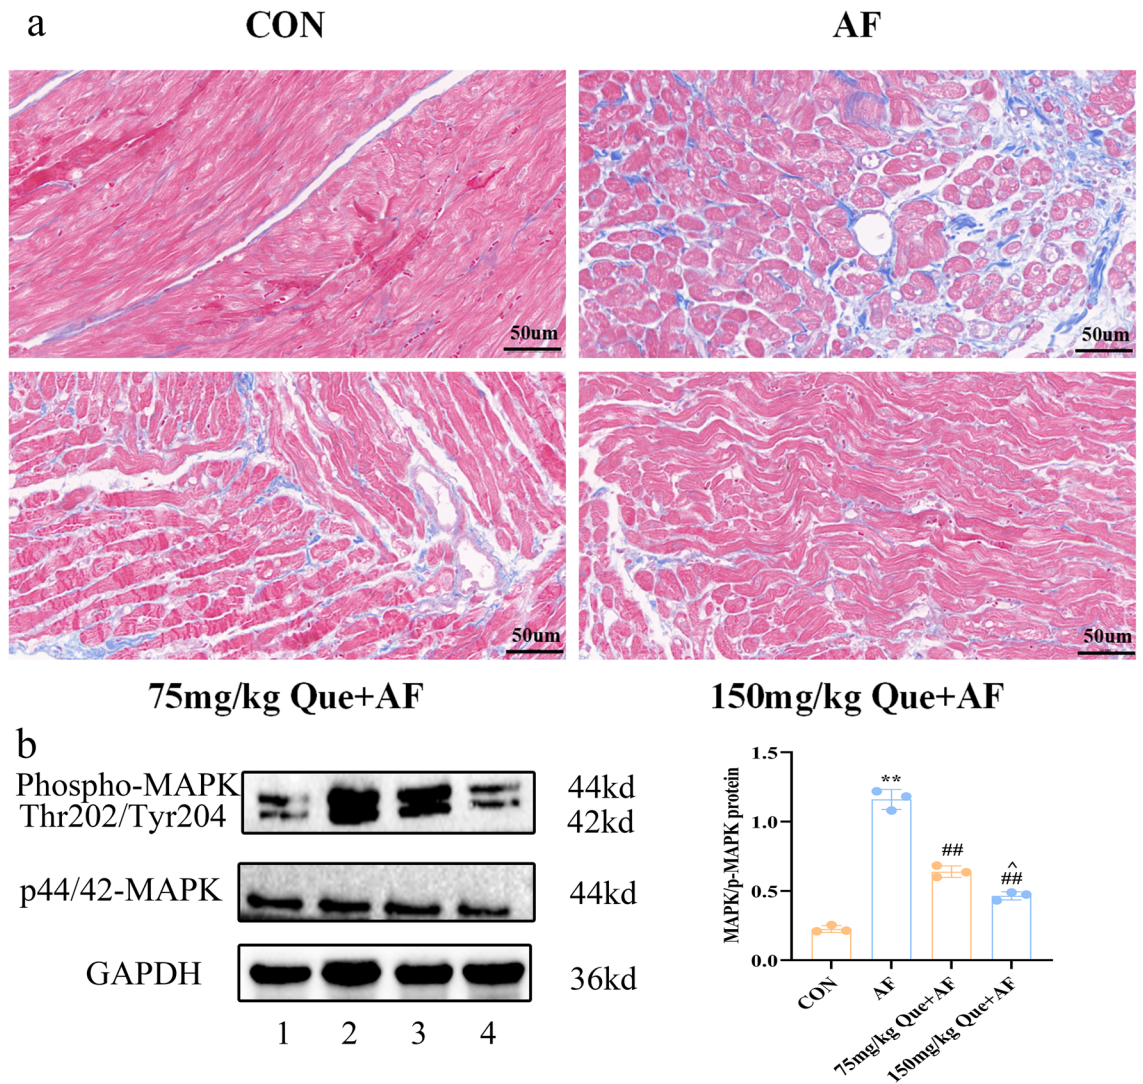 a
CON
AF
50um
50um
50um
50um
75mg/kg Que+AF
150mg/kg Que+AF
b
Phospho-MAPK
Thr202/Tyr204
44kd
42kd
p44/42-MAPK
44kd
GAPDH
36kd
1 2 3 4
MAPK/p-MAPK protein
1.5
1.0
0.5
0.0
**
##
^
##
CON
AF
75mg/kg Que+AF
150mg/kg Que+AF